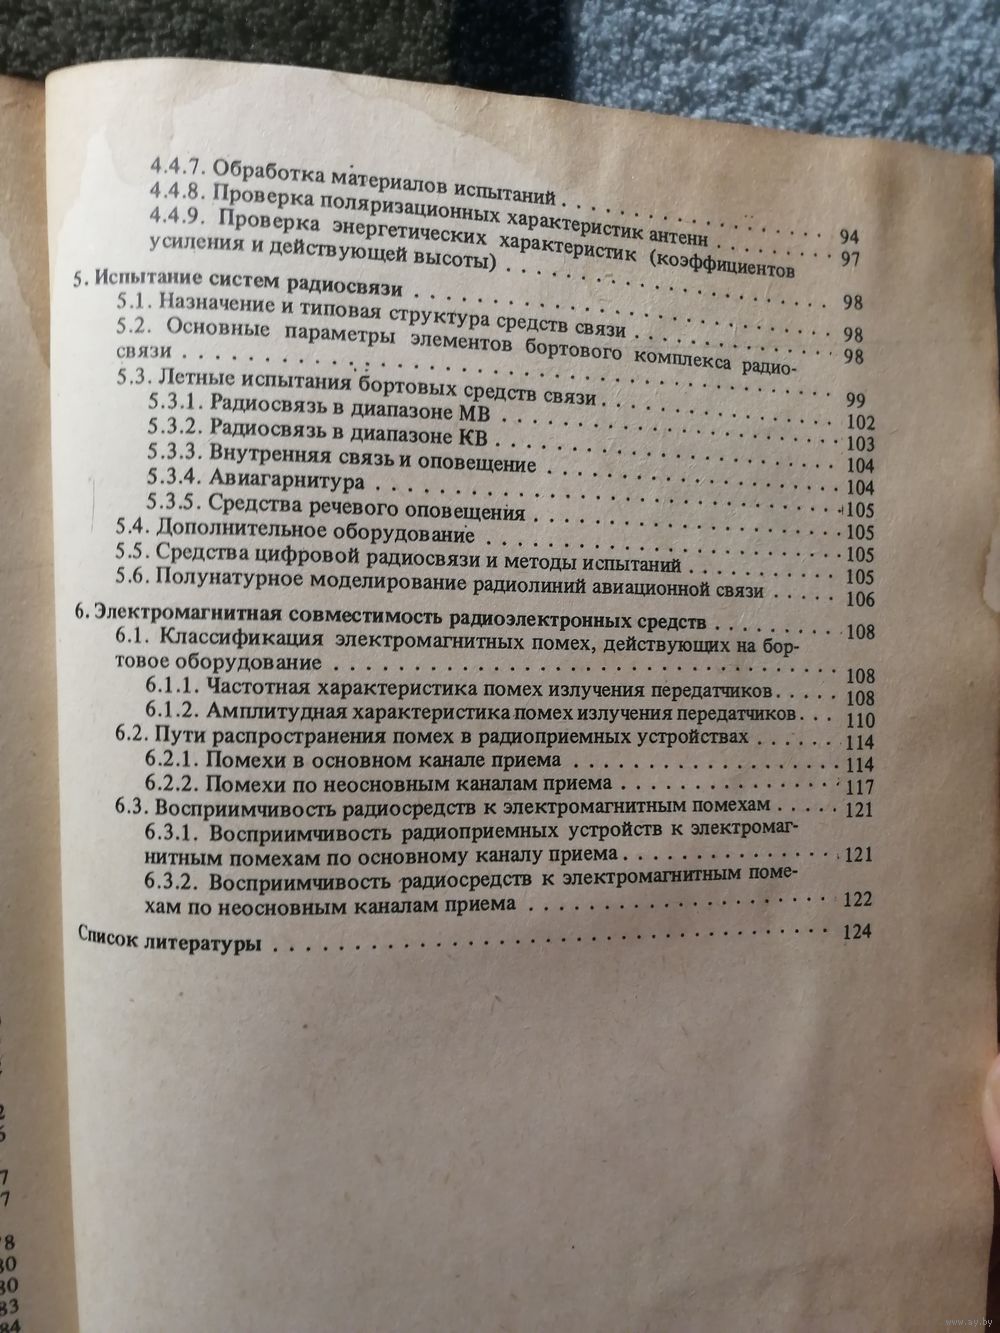 4.4.7. Обработка материалов испытаний . . . . . . . . . . . . . . . 94
4.4.8. Проверка поляризационных характеристик антенн . . . . . . . 97
4.4.9. Проверка энергетических характеристик (коэффициентов
усиления и действующей высоты) . . . . . . . . . . . . . . . . . . 98
5. Испытание систем радиосвязи . . . . . . . . . . . . . . . . . . 98
5.1. Назначение и типовая структура средств связи . . . . . . . . . 98
5.2. Основные параметры элементов бортового комплекса радио-
связи . . . . . . . . . . . . . . . . . . . . . . . . . . . . . . 99
5.3. Летные испытания бортовых средств связи . . . . . . . . . . . 102
5.3.1. Радиосвязь в диапазоне МВ . . . . . . . . . . . . . . . . . 103
5.3.2. Радиосвязь в диапазоне КВ . . . . . . . . . . . . . . . . . 104
5.3.3. Внутренняя связь и оповещение . . . . . . . . . . . . . . . 104
5.3.4. Авиагарнитура . . . . . . . . . . . . . . . . . . . . . . . 105
5.3.5. Средства речевого оповещения . . . . . . . . . . . . . . . . 105
5.4. Дополнительное оборудование . . . . . . . . . . . . . . . . . 105
5.5. Средства цифровой радиосвязи и методы испытаний . . . . . . . 105
5.6. Полунатурное моделирование радиолиний авиационной связи . . . . . 106
6. Электромагнитная совместимость радиоэлектронных средств . . . . . . . 108
6.1. Классификация электромагнитных помех, действующих на бор-
товое оборудование . . . . . . . . . . . . . . . . . . . . . . . . 108
6.1.1. Частотная характеристика помех излучения передатчиков . . . . . 108
6.1.2. Амплитудная характеристика помех излучения передатчиков . . . 110
6.2. Пути распространения помех в радиоприемных устройствах . . . . . . 114
6.2.1. Помехи в основном канале приема . . . . . . . . . . . . . . 114
6.2.2. Помехи по неосновным каналам приема . . . . . . . . . . . . 117
6.3. Восприимчивость радиосредств к электромагнитным помехам . . . . . 121
6.3.1. Восприимчивость радиоприемных устройств к электромаг-
нитным помехам по основному каналу приема . . . . . . . . . . . . . 121
6.3.2. Восприимчивость радиосредств к электромагнитным поме-
хам по неосновным каналам приема . . . . . . . . . . . . . . . . . 122
Список литературы . . . . . . . . . . . . . . . . . . . . . . . . 124
www.ay.by